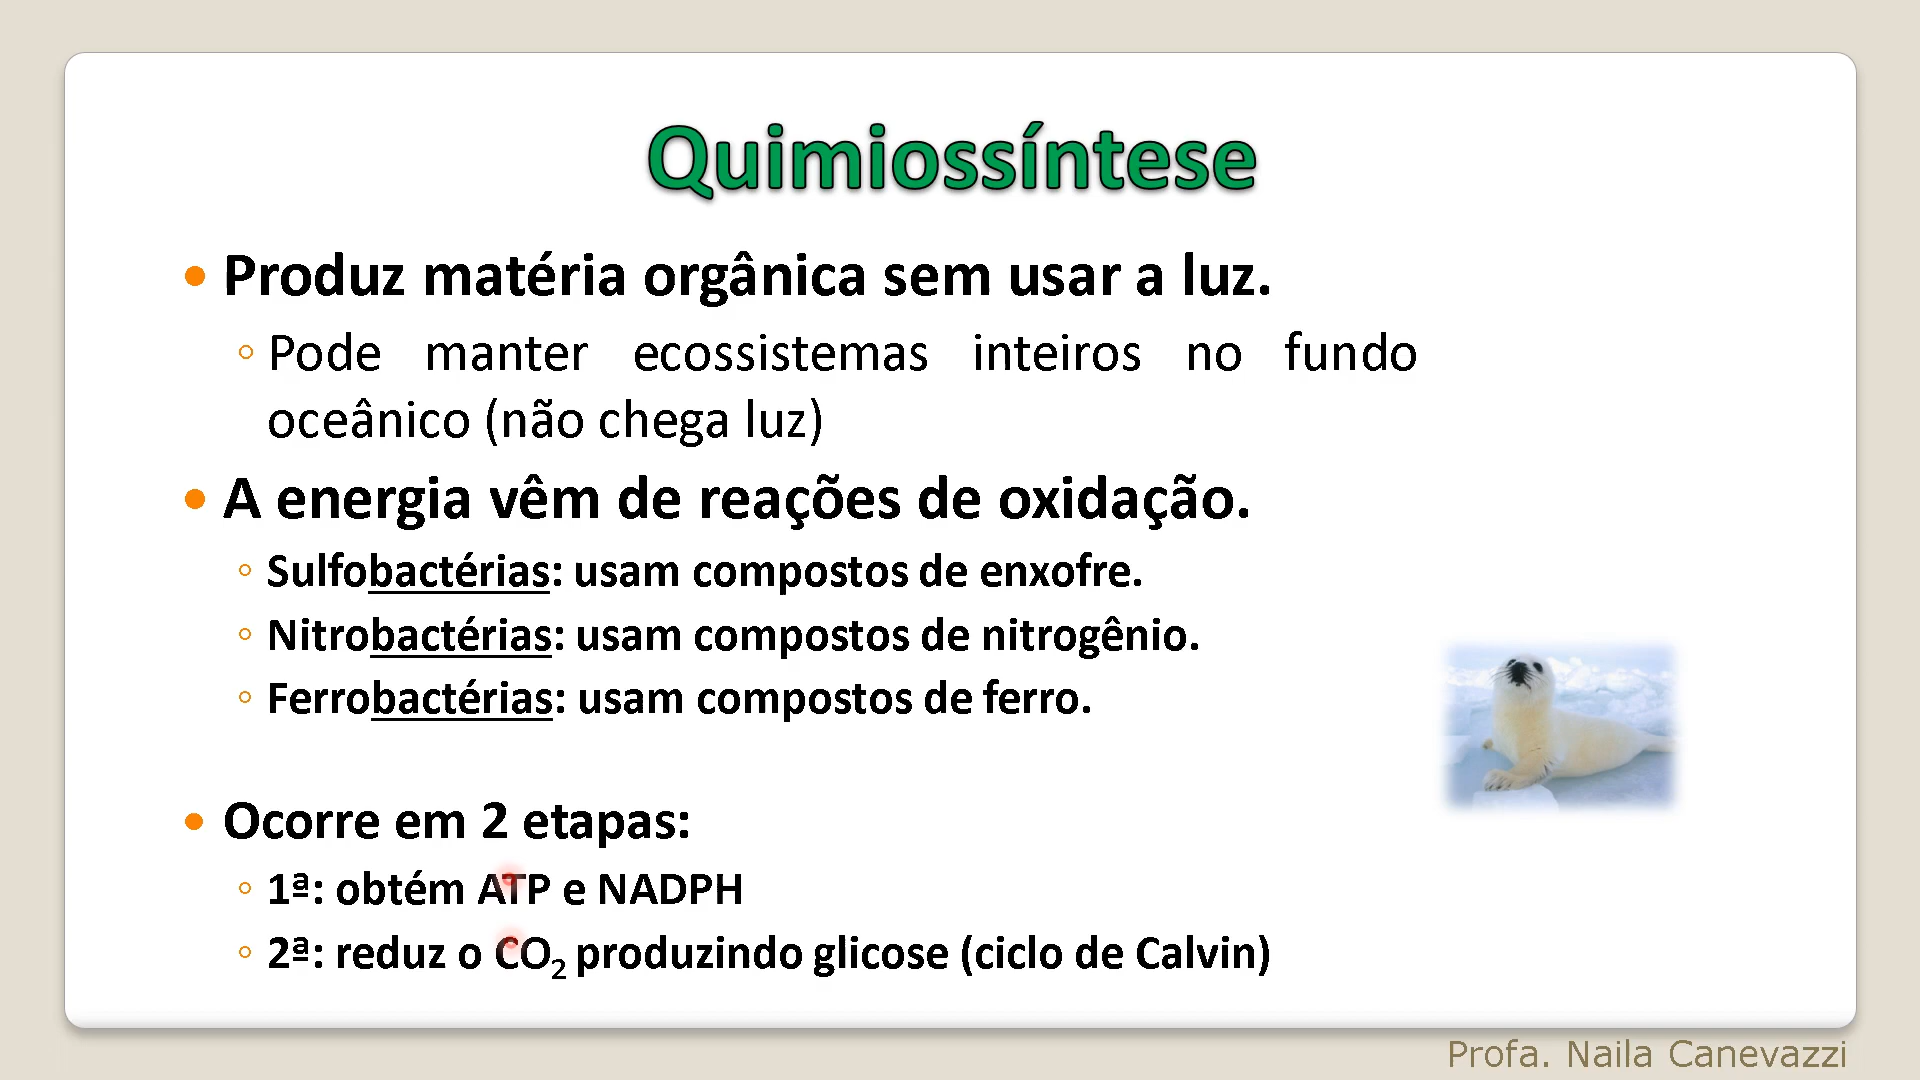 Quimiossíntese
• Produz matéria orgânica sem usar a luz.
◦ Pode manter ecossistemas inteiros no fundo
oceânico (não chega luz)
• A energia vêm de reações de oxidação.
◦ Sulfobactérias: usam compostos de enxofre.
◦ Nitrobactérias: usam compostos de nitrogênio.
◦ Ferrobactérias: usam compostos de ferro.
• Ocorre em 2 etapas:
◦ 1ª: obtém ATP e NADPH
◦ 2ª: reduz o CO₂ produzindo glicose (ciclo de Calvin)
Profa. Naila Canevazzi